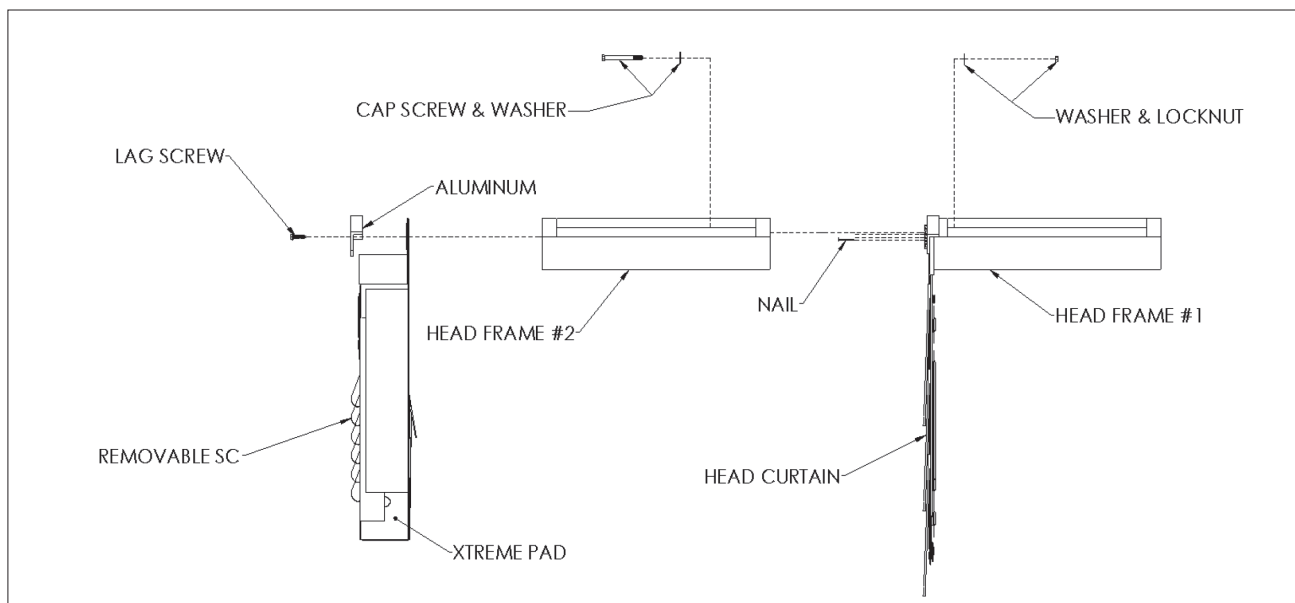 CAP SCREW & WASHER
WASHER & LOCKNUT
LAG SCREW
ALUMINUM
NAIL
HEAD FRAME #2
HEAD FRAME #1
REMOVABLE SC
HEAD CURTAIN
XTREME PAD